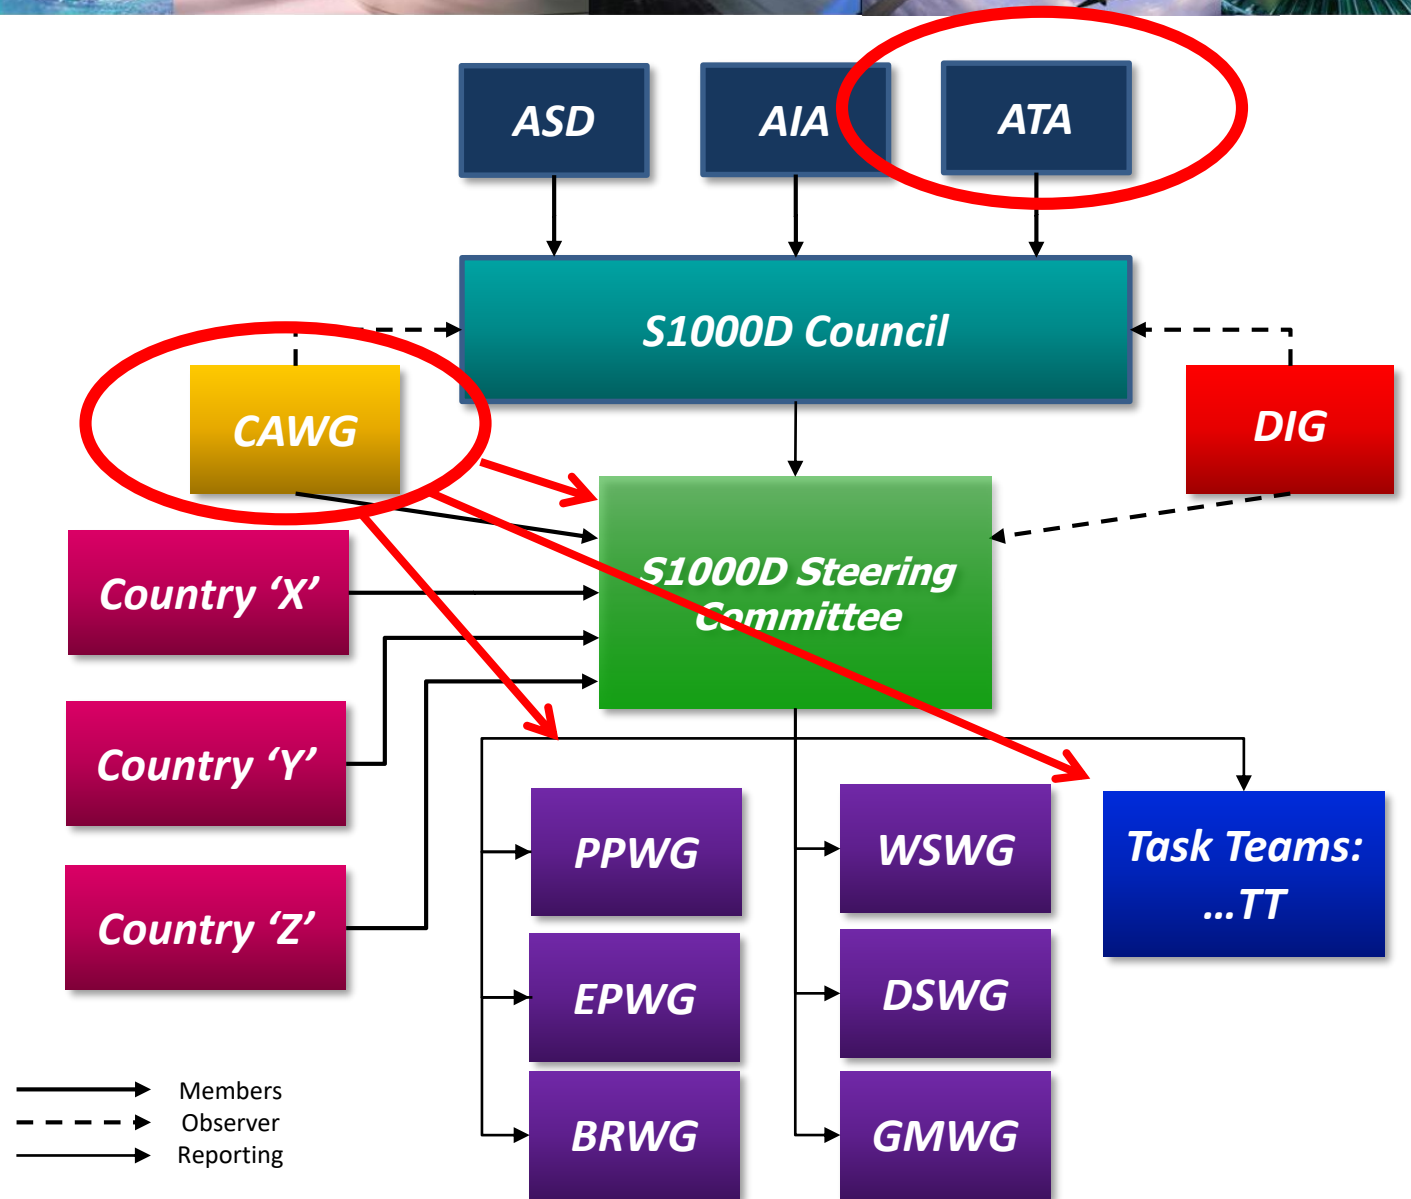 ASD
AIA
ATA
S1000D Council
CAWG
DIG
S1000D Steering
Committee
Country ‘X’
Country ‘Y’
Country ‘Z’
PPWG
WSWG
Task Teams:
...TT
EPWG
DSWG
BRWG
GMWG
Members
Observer
Reporting